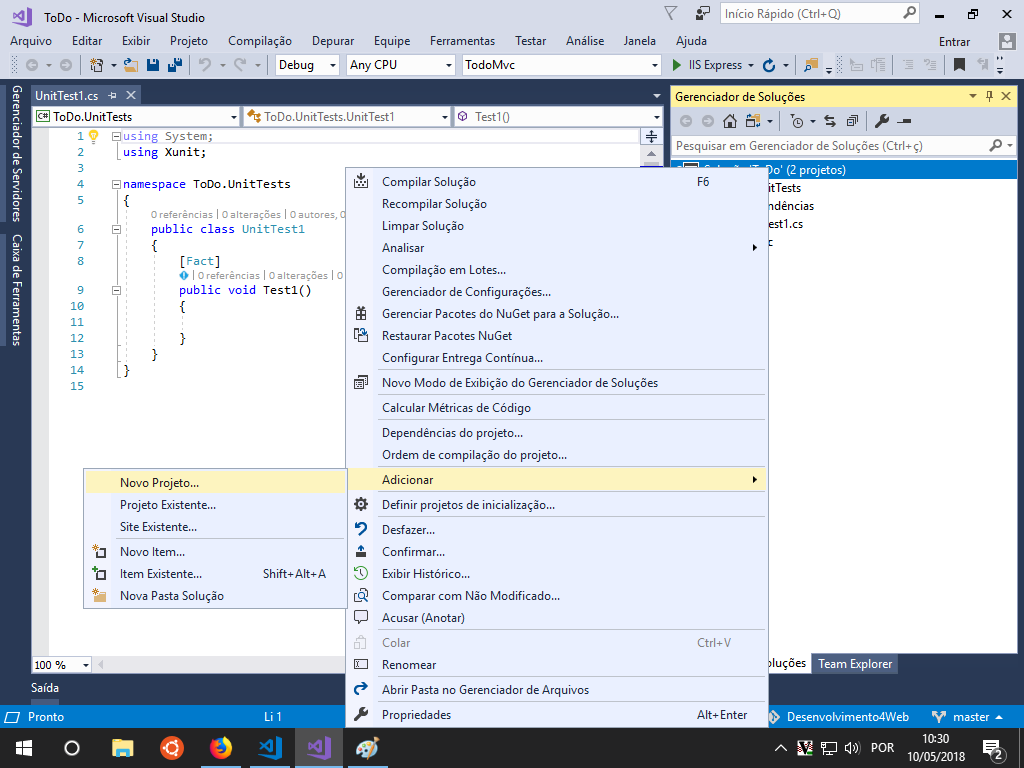 ToDo - Microsoft Visual Studio
Início Rápido (Ctrl+Q)
Arquivo Editar Exibir Projeto Compilação Depurar Equipe Ferramentas Testar Análise Janela Ajuda Entrar
Debug Any CPU TodoMvc IIS Express
Gerenciador de Servidores
Caixa de Ferramentas
UnitTest1.cs
ToDo.UnitTests ToDo.UnitTests.UnitTest1 Test1()
1 using System;
2 using Xunit;
3
4 namespace ToDo.UnitTests
5 {
0 referências | 0 alterações | 0 autores, 0
6 public class UnitTest1
7 {
8 [Fact]
| 0 referências | 0 alterações | 0
9 public void Test1()
10 {
11
12 }
13 }
14 }
15
100 %
Gerenciador de Soluções
Pesquisar em Gerenciador de Soluções (Ctrl+ç)
Solução 'ToDo' (2 projetos)
itTests
ndências
est1.cs
c
oluções Team Explorer
Compilar Solução F6
Recompilar Solução
Limpar Solução
Analisar
Compilação em Lotes...
Gerenciador de Configurações...
Gerenciar Pacotes do NuGet para a Solução...
Restaurar Pacotes NuGet
Configurar Entrega Contínua...
Novo Modo de Exibição do Gerenciador de Soluções
Calcular Métricas de Código
Dependências do projeto...
Ordem de compilação do projeto...
Adicionar
Definir projetos de inicialização...
Desfazer...
Confirmar...
Exibir Histórico...
Comparar com Não Modificado...
Acusar (Anotar)
Colar Ctrl+V
Renomear
Abrir Pasta no Gerenciador de Arquivos
Propriedades Alt+Enter
Novo Projeto...
Projeto Existente...
Site Existente...
Novo Item...
Item Existente... Shift+Alt+A
Nova Pasta Solução
Saída
Pronto Li 1 Desenvolvimento4Web master
POR 10:30
10/05/2018
2